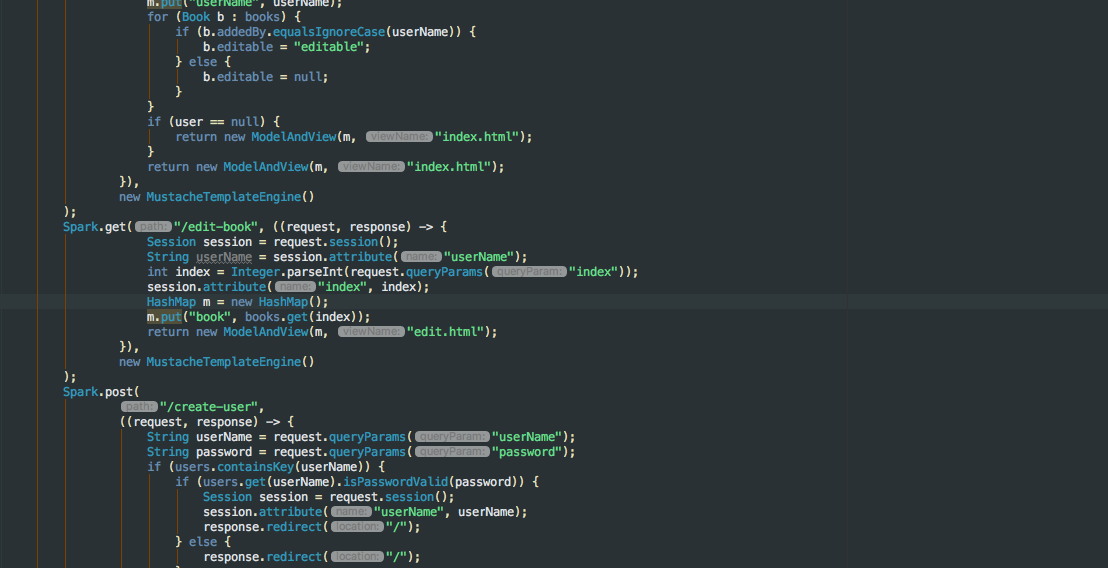 m.put("userName", userName);
for (Book b : books) {
if (b.addedBy.equalsIgnoreCase(userName)) {
b.editable = "editable";
} else {
b.editable = null;
}
}
if (user == null) {
return new ModelAndView(m, viewName: "index.html");
}
return new ModelAndView(m, viewName: "index.html");
}),
new MustacheTemplateEngine()
);
Spark.get( path: "/edit-book", ((request, response) -> {
Session session = request.session();
String userName = session.attribute( name: "userName");
int index = Integer.parseInt(request.queryParams( queryParam: "index"));
session.attribute( name: "index", index);
HashMap m = new HashMap();
m.put("book", books.get(index));
return new ModelAndView(m, viewName: "edit.html");
}),
new MustacheTemplateEngine()
);
Spark.post(
path: "/create-user",
((request, response) -> {
String userName = request.queryParams( queryParam: "userName");
String password = request.queryParams( queryParam: "password");
if (users.containsKey(userName)) {
if (users.get(userName).isPasswordValid(password)) {
Session session = request.session();
session.attribute( name: "userName", userName);
response.redirect( location: "/");
} else {
response.redirect( location: "/");